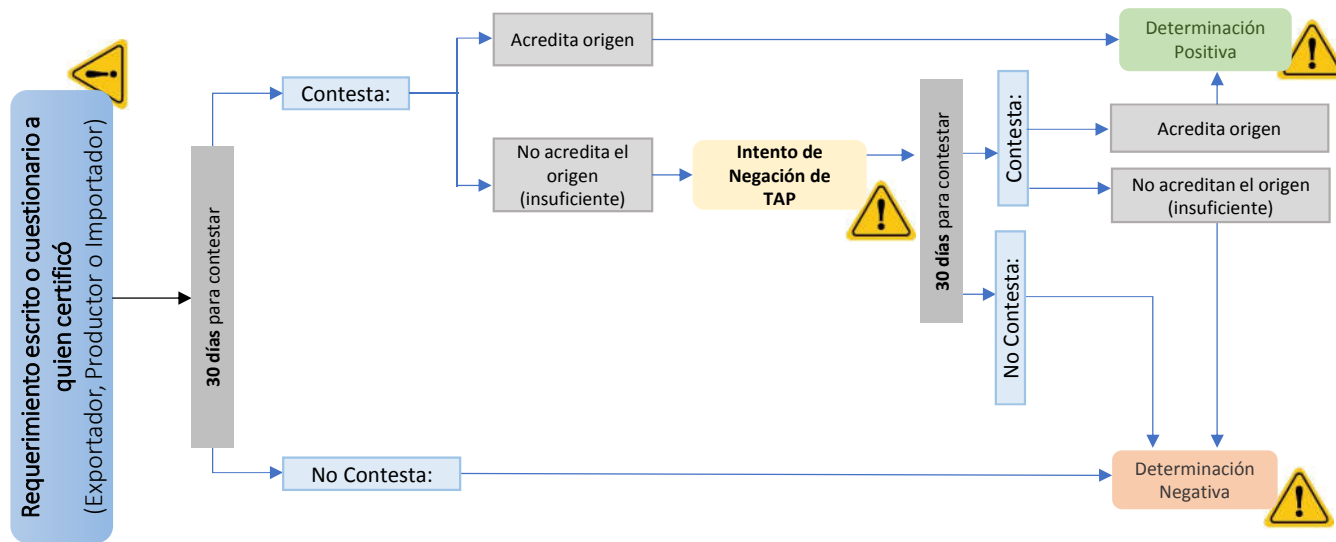 Requerimiento escrito o cuestionario a
quien certificó
(Exportador, Productor o Importador)
30 días para contestar
Contesta:
Acredita origen
No acredita el
origen
(insuficiente)
Intento de
Negación de
TAP
30 días para contestar
Contesta:
Acredita origen
No acreditan el origen
(insuficiente)
Determinación
Positiva
No Contesta:
No Contesta:
Determinación
Negativa